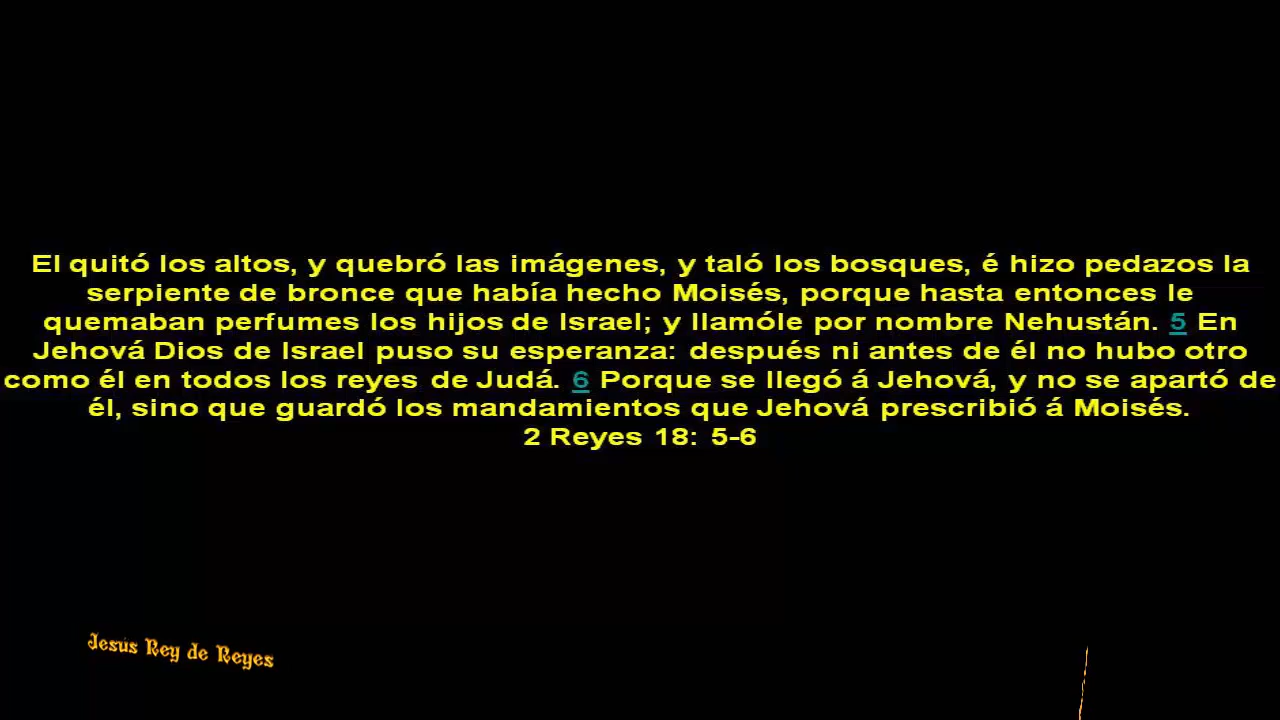 El quitó los altos, y quebró las imágenes, y taló los bosques, é hizo pedazos la
serpiente de bronce que había hecho Moisés, porque hasta entonces le
quemaban perfumes los hijos de Israel; y llamóle por nombre Nehustán. 5 En
Jehová Dios de Israel puso su esperanza: después ni antes de él no hubo otro
como él en todos los reyes de Judá. 6 Porque se llegó á Jehová, y no se apartó de
él, sino que guardó los mandamientos que Jehová prescribió á Moisés.
2 Reyes 18: 5-6
Jesús Rey de Reyes